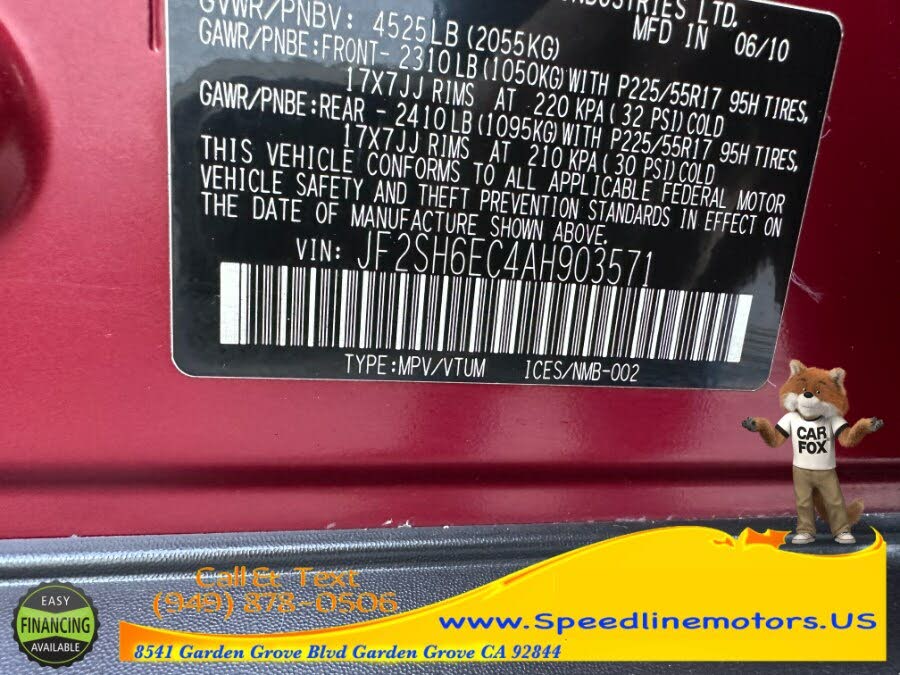 INDUSTRIES LTD.
GVWR/PNBV: 4525LB (2055KG) MFD IN 06/10
GAWR/PNBE:FRONT- 2310LB(1050KG)WITH P225/55R17 95H TIRES,
17X7JJ RIMS AT 220 KPA( 32 PSI)COLD
GAWR/PNBE:REAR - 2410LB(1095KG)WITH P225/55R17 95H TIRES,
17X7JJ RIMS AT 210 KPA( 30 PSI)COLD
THIS VEHICLE CONFORMS TO ALL APPLICABLE FEDERAL MOTOR
VEHICLE SAFETY AND THEFT PREVENTION STANDARDS IN EFFECT ON
THE DATE OF MANUFACTURE SHOWN ABOVE.
VIN: JF2SH6EC4AH903571
TYPE:MPV/VTUM ICES/NMB-002
CAR
FOX
EASY
FINANCING
AVAILABLE
Call Et Text
(949) 878-0506
www.Speedlinemotors.US
8541 Garden Grove Blvd Garden Grove CA 92844